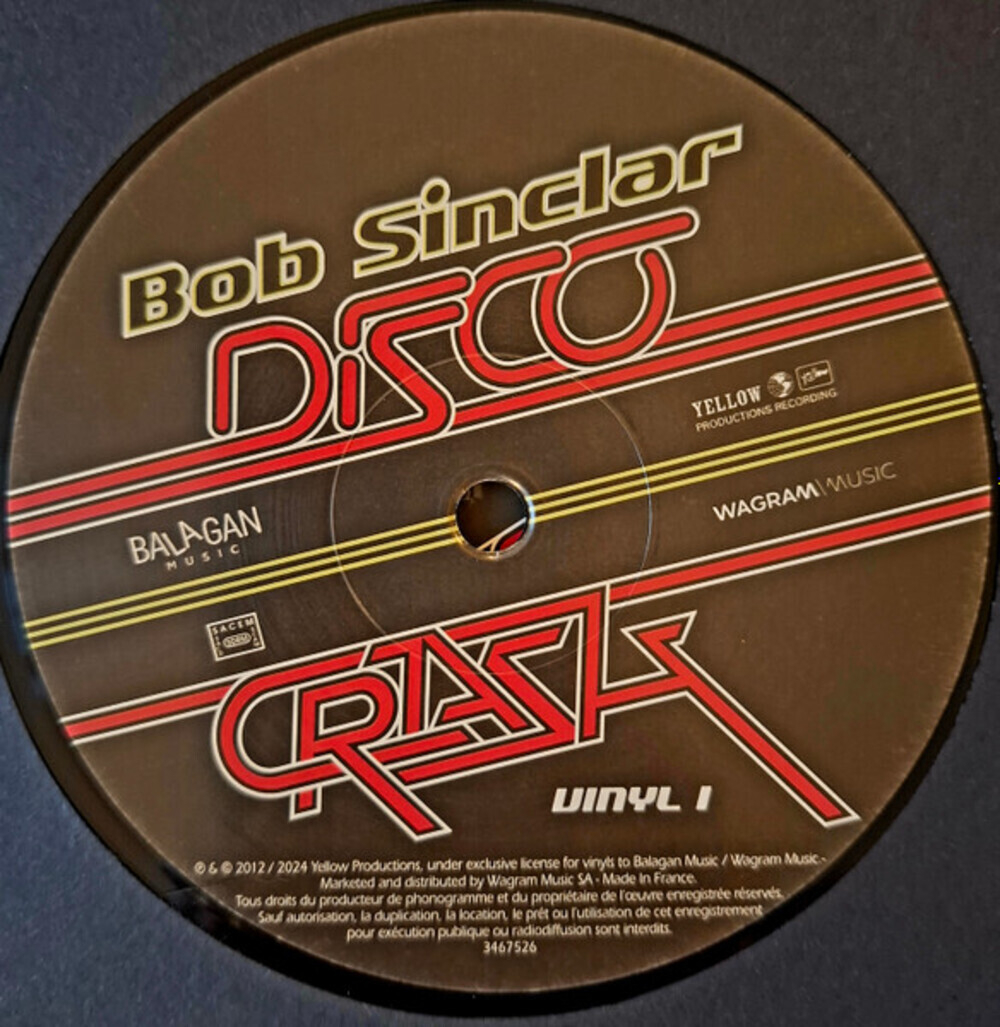 Bob Sinclar
DISCO
YELLOW
PRODUCTIONS RECORDING
WAGRAM\MUSIC
BALAGAN
MUSIC
SACEM
CRASH
VINYL 1
℗ & © 2012 / 2024 Yellow Productions, under exclusive license for vinyls to Balagan Music / Wagram Music.-
Marketed and distributed by Wagram Music SA - Made In France.
Tous droits du producteur de phonogramme et du propriétaire de l'œuvre enregistrée réservés.
Sauf autorisation, la duplication, la location, le prêt ou l'utilisation de cet enregistrement
pour exécution publique ou radiodiffusion sont interdits.
3467526